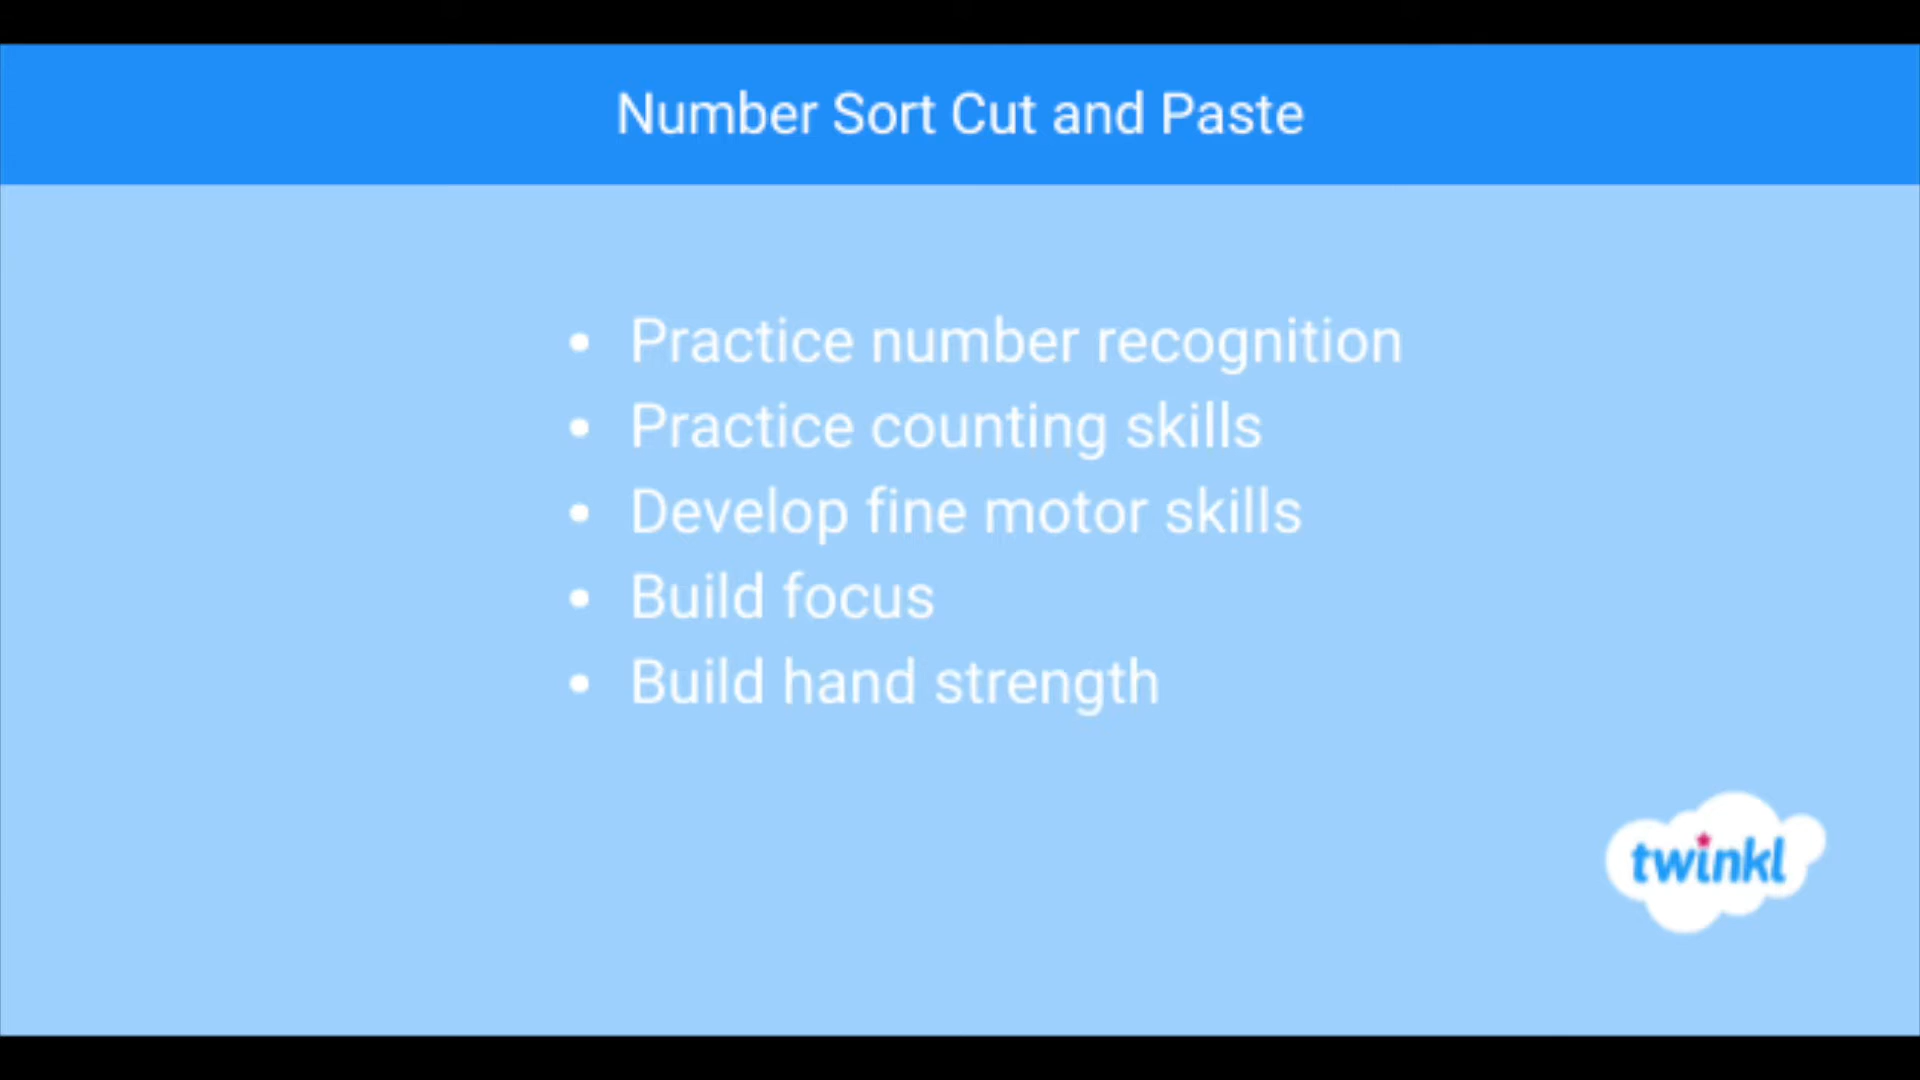 Number Sort Cut and Paste
• Practice number recognition
• Practice counting skills
• Develop fine motor skills
• Build focus
• Build hand strength
twinkl